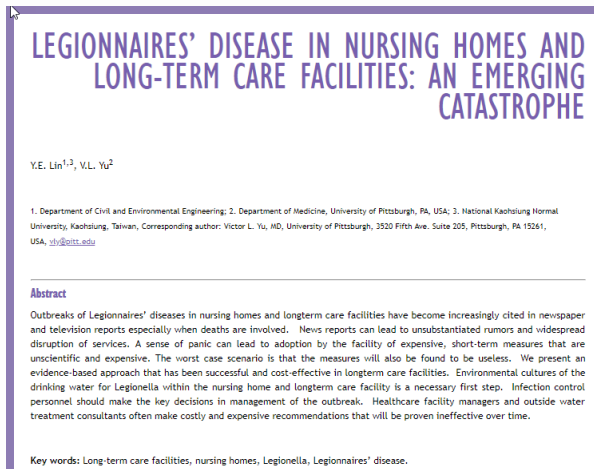 LEGIONNAIRES' DISEASE IN NURSING HOMES AND
LONG-TERM CARE FACILITIES: AN EMERGING
CATASTROPHE
Y.E. Lin1,3, V.L. Yu2
1. Department of Civil and Environmental Engineering; 2. Department of Medicine, University of Pittsburgh, PA, USA; 3. National Kaohsiung Normal
University, Kaohsiung, Taiwan, Corresponding author: Victor L. Yu, MD, University of Pittsburgh, 3520 Fifth Ave. Suite 205, Pittsburgh, PA 15261,
USA, vly@pitt.edu
Abstract
Outbreaks of Legionnaires' diseases in nursing homes and longterm care facilities have become increasingly cited in newspaper
and television reports especially when deaths are involved. News reports can lead to unsubstantiated rumors and widespread
disruption of services. A sense of panic can lead to adoption by the facility of expensive, short-term measures that are
unscientific and expensive. The worst case scenario is that the measures will also be found to be useless. We present an
evidence-based approach that has been successful and cost-effective in longterm care facilities. Environmental cultures of the
drinking water for Legionella within the nursing home and longterm care facility is a necessary first step. Infection control
personnel should make the key decisions in management of the outbreak. Healthcare facility managers and outside water
treatment consultants often make costly and expensive recommendations that will be proven ineffective over time.
Key words: Long-term care facilities, nursing homes, Legionella, Legionnaires' disease.